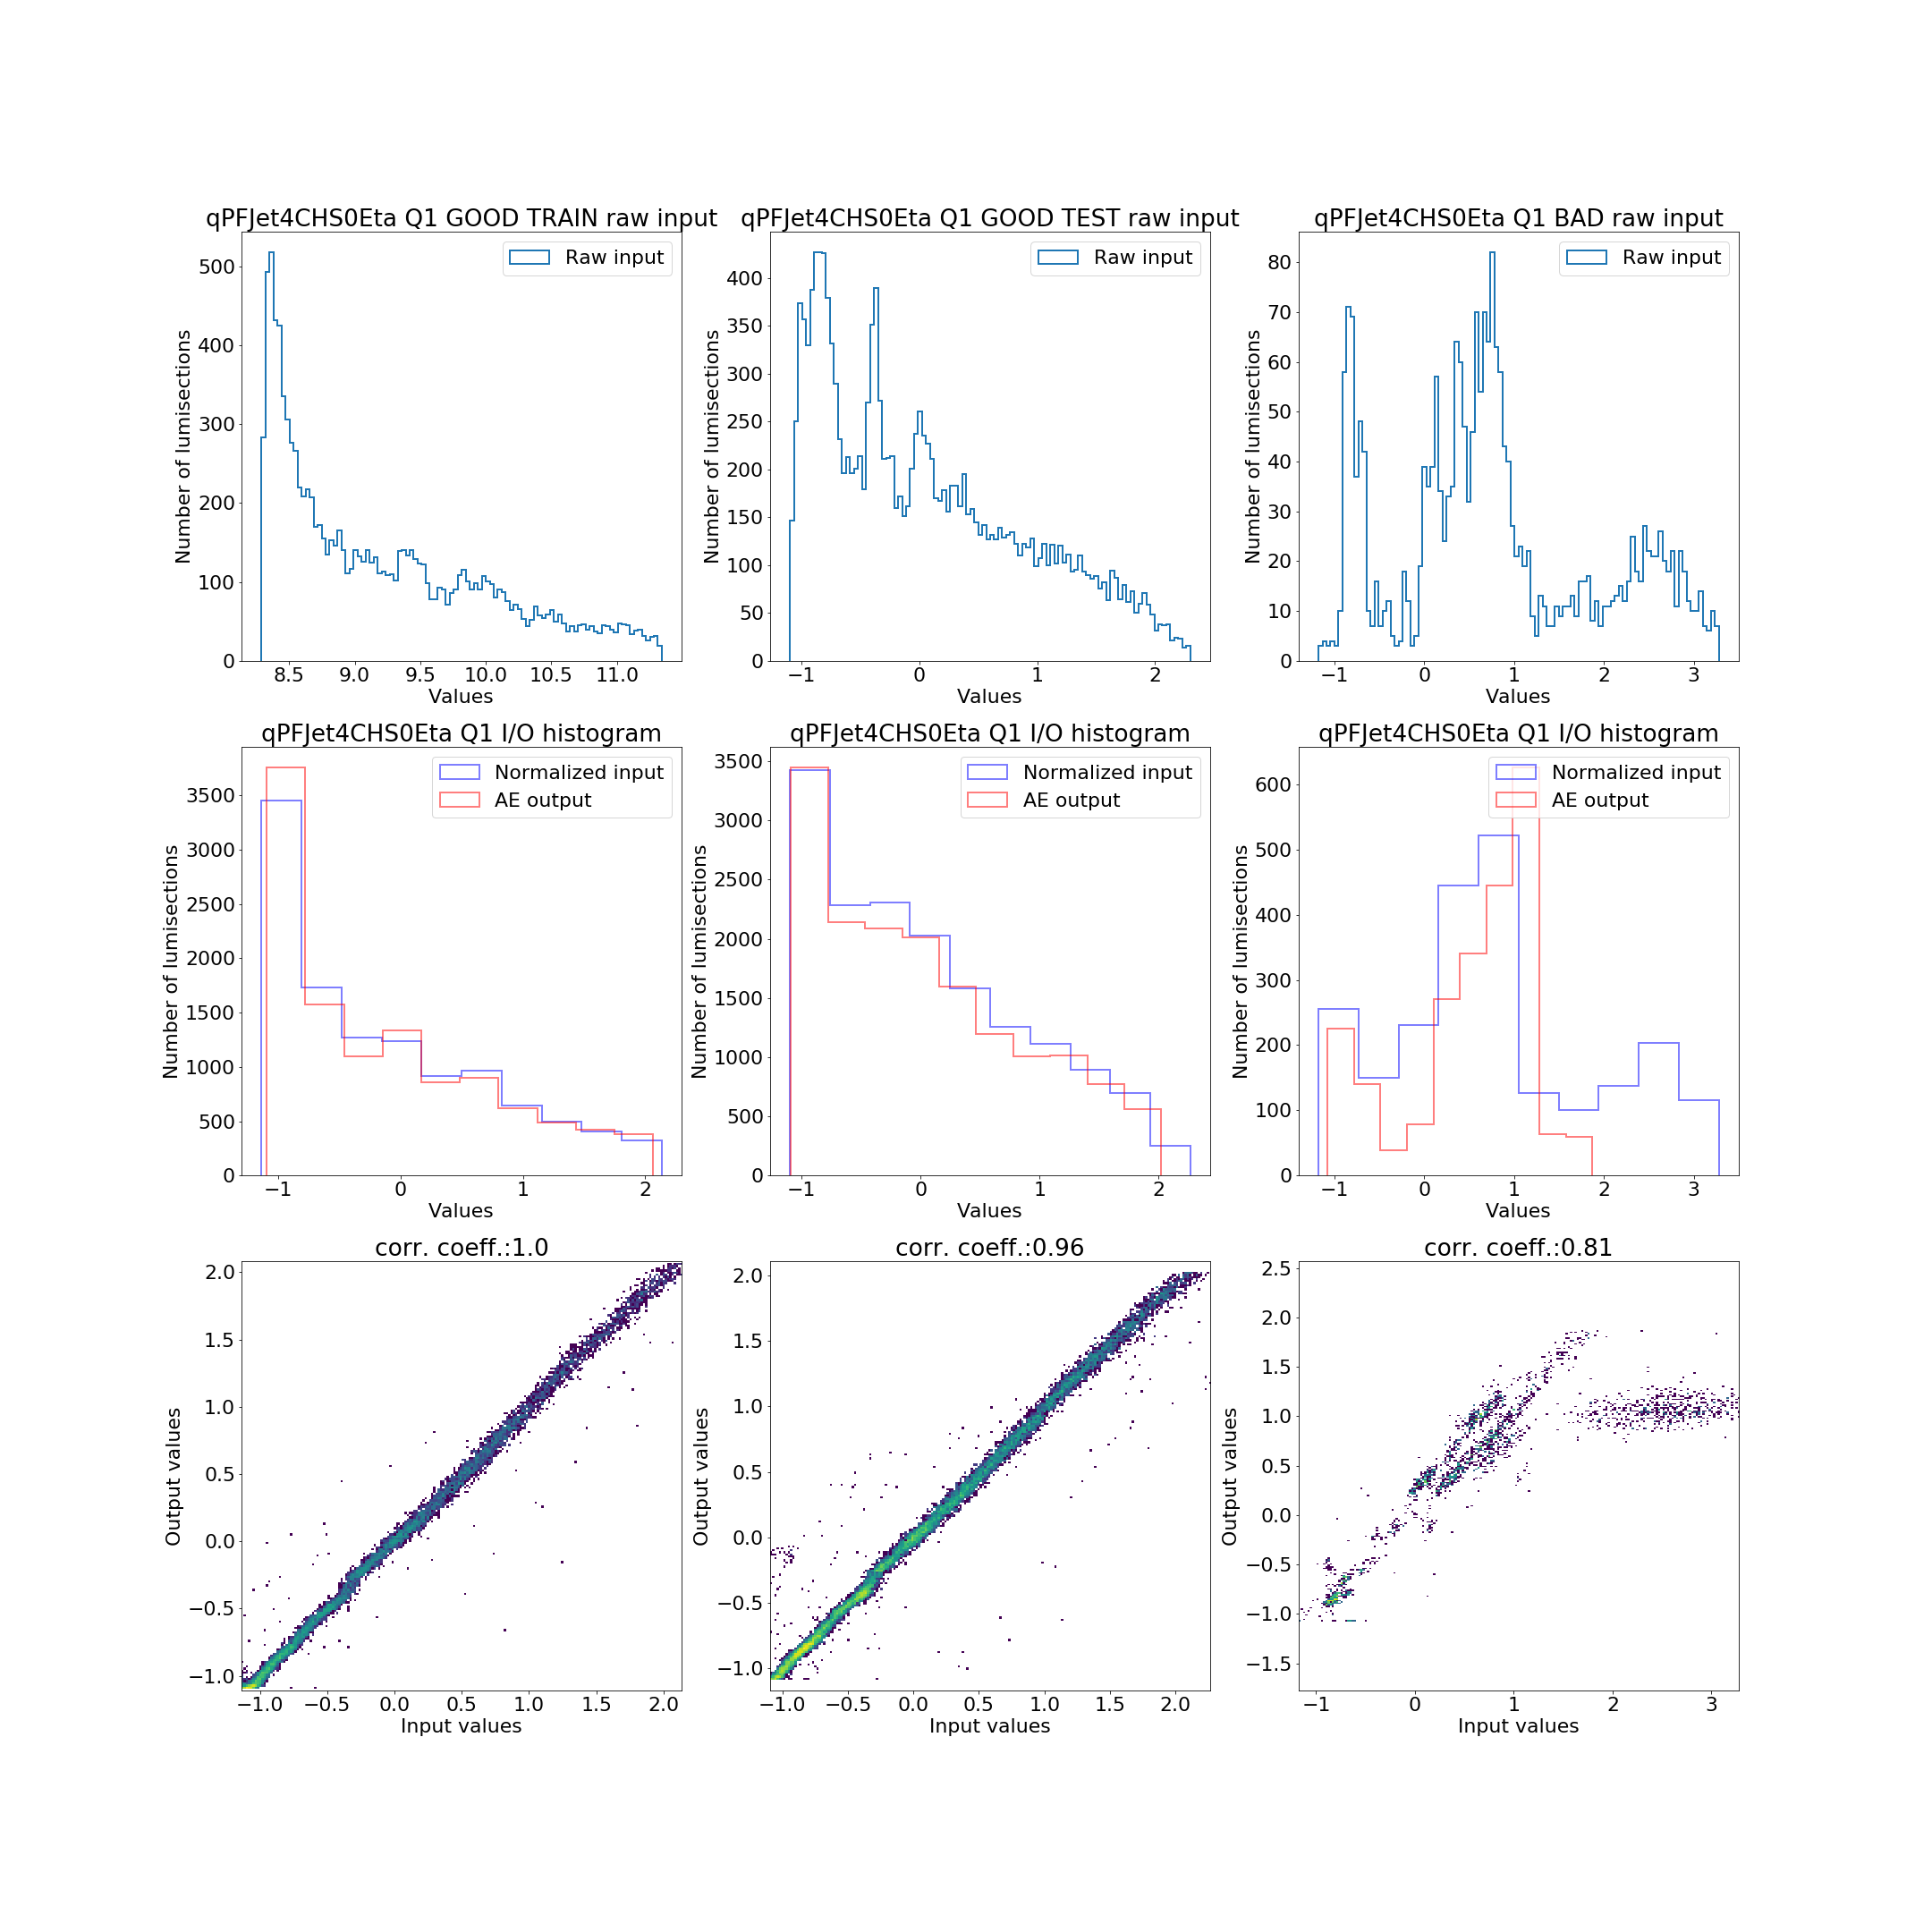 qPFJet4CHS0Eta Q1 GOOD TRAIN raw input
Raw input
Number of lumisections
500
400
300
200
100
0
8.5 9.0 9.5 10.0 10.5 11.0
Values
qPFJet4CHS0Eta Q1 GOOD TEST raw input
Raw input
Number of lumisections
400
350
300
250
200
150
100
50
0
−1 0 1 2
Values
qPFJet4CHS0Eta Q1 BAD raw input
Raw input
Number of lumisections
80
70
60
50
40
30
20
10
0
−1 0 1 2 3
Values
qPFJet4CHS0Eta Q1 I/O histogram
Normalized input
AE output
Number of lumisections
3500
3000
2500
2000
1500
1000
500
0
−1 0 1 2
Values
qPFJet4CHS0Eta Q1 I/O histogram
Normalized input
AE output
Number of lumisections
3500
3000
2500
2000
1500
1000
500
0
−1 0 1 2
Values
qPFJet4CHS0Eta Q1 I/O histogram
Normalized input
AE output
Number of lumisections
600
500
400
300
200
100
0
−1 0 1 2 3
Values
corr. coeff.:1.0
Output values
2.0
1.5
1.0
0.5
0.0
−0.5
−1.0
−1.0 −0.5 0.0 0.5 1.0 1.5 2.0
Input values
corr. coeff.:0.96
Output values
2.0
1.5
1.0
0.5
0.0
−0.5
−1.0
−1.0 −0.5 0.0 0.5 1.0 1.5 2.0
Input values
corr. coeff.:0.81
Output values
2.5
2.0
1.5
1.0
0.5
0.0
−0.5
−1.0
−1.5
−1 0 1 2 3
Input values